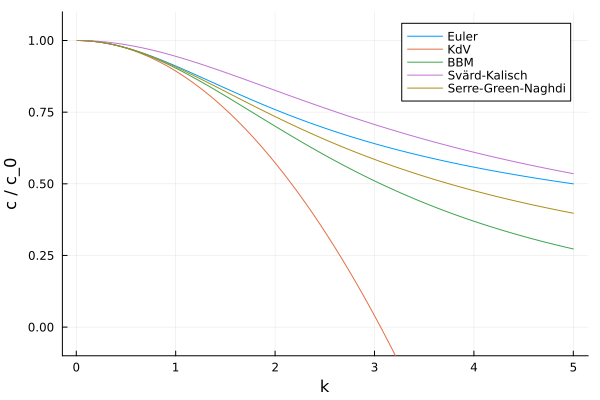 Euler
KdV
BBM
Svärd-Kalisch
Serre-Green-Naghdi
1.00
0.75
0.50
0.25
0.00
c / c_0
0 1 2 3 4 5
k